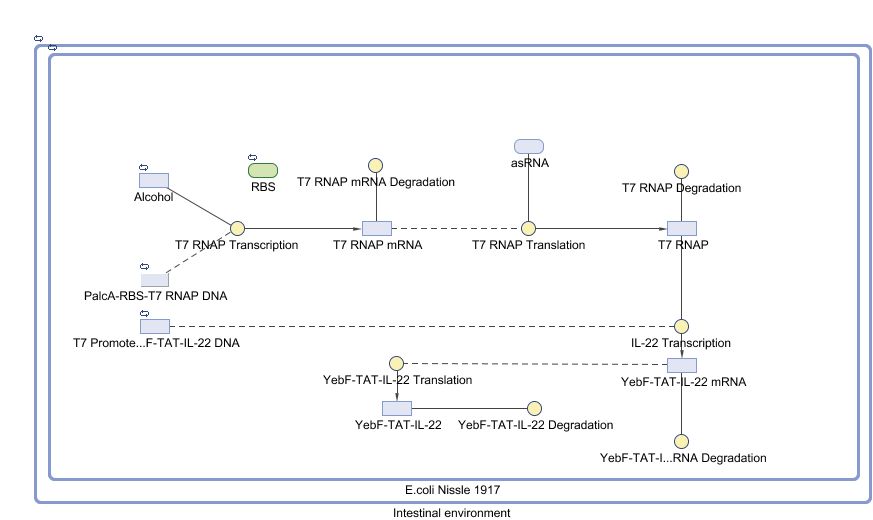 asRNA
T7 RNAP mRNA Degradation
RBS
T7 RNAP Degradation
Alcohol
T7 RNAP Transcription
T7 RNAP mRNA
T7 RNAP Translation
T7 RNAP
PalcA-RBS-T7 RNAP DNA
T7 Promote...F-TAT-IL-22 DNA
IL-22 Transcription
YebF-TAT-IL-22 Translation
YebF-TAT-IL-22 mRNA
YebF-TAT-IL-22
YebF-TAT-IL-22 Degradation
YebF-TAT-I...RNA Degradation
E.coli Nissle 1917
Intestinal environment